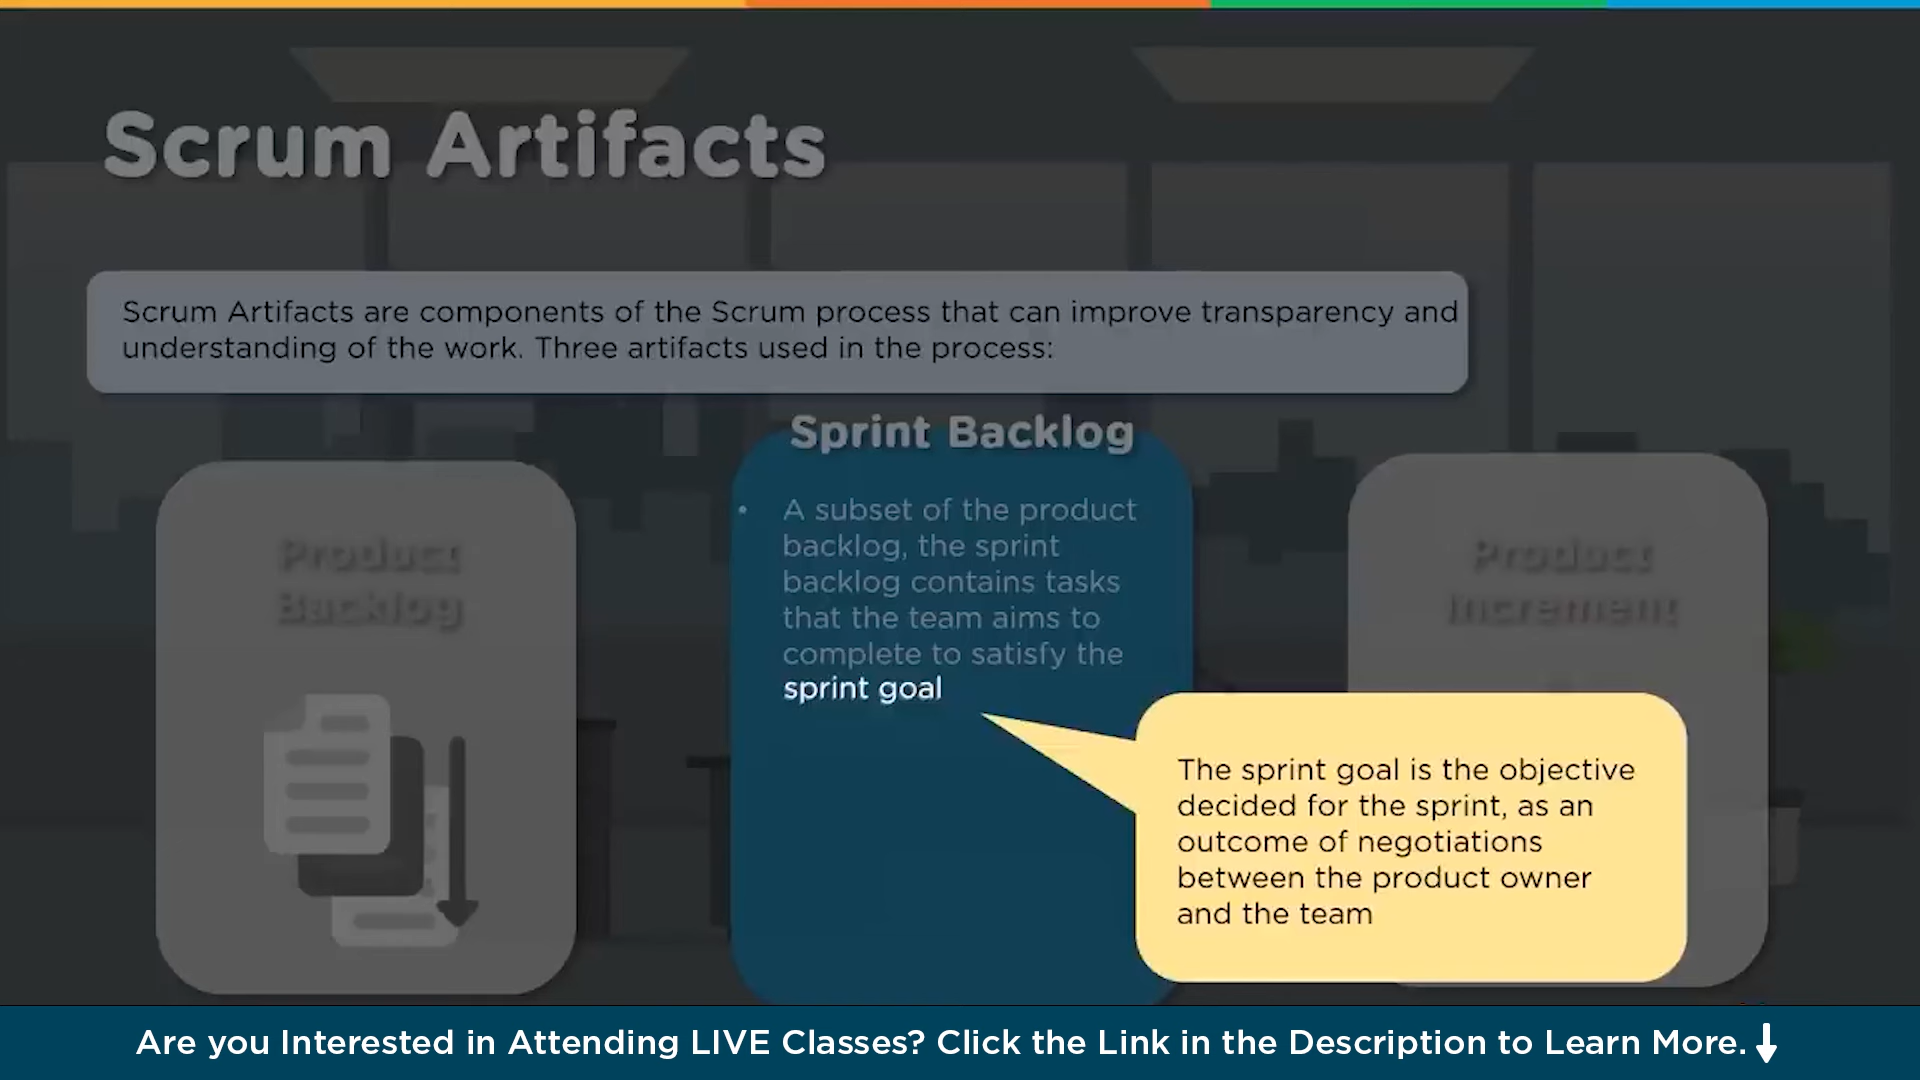 Scrum Artifacts
Scrum Artifacts are components of the Scrum process that can improve transparency and
understanding of the work. Three artifacts used in the process:
Product
Backlog
Sprint Backlog
• A subset of the product
backlog, the sprint
backlog contains tasks
that the team aims to
complete to satisfy the
sprint goal
Product
Increment
The sprint goal is the objective
decided for the sprint, as an
outcome of negotiations
between the product owner
and the team
Are you Interested in Attending LIVE Classes? Click the Link in the Description to Learn More.